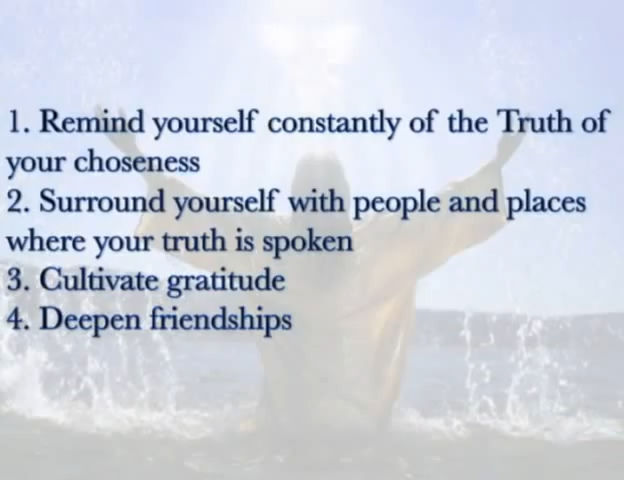 1. Remind yourself constantly of the Truth of
your choseness
2. Surround yourself with people and places
where your truth is spoken
3. Cultivate gratitude
4. Deepen friendships